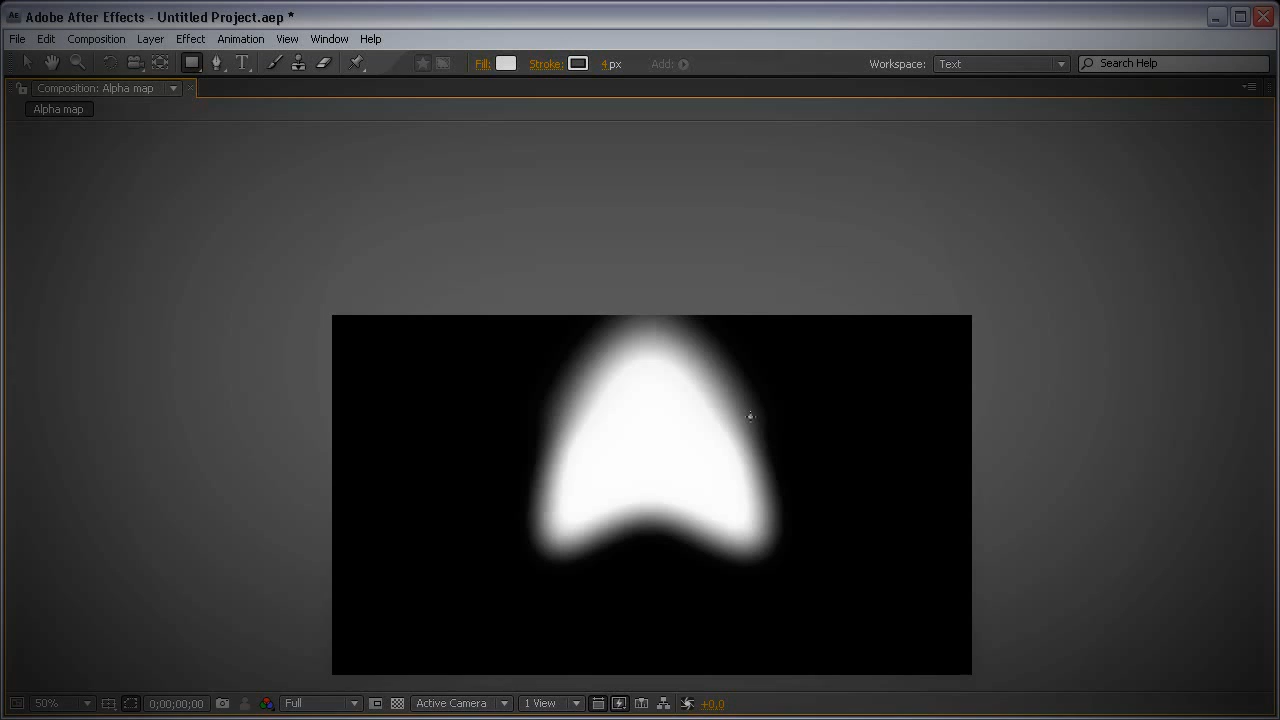 Adobe After Effects - Untitled Project.aep *
File Edit Composition Layer Effect Animation View Window Help
T Fill: Stroke: 4 px Add: Workspace: Text Search Help
Composition: Alpha map
Alpha map
50% 0;00;00;00 Full Active Camera 1 View +0.0